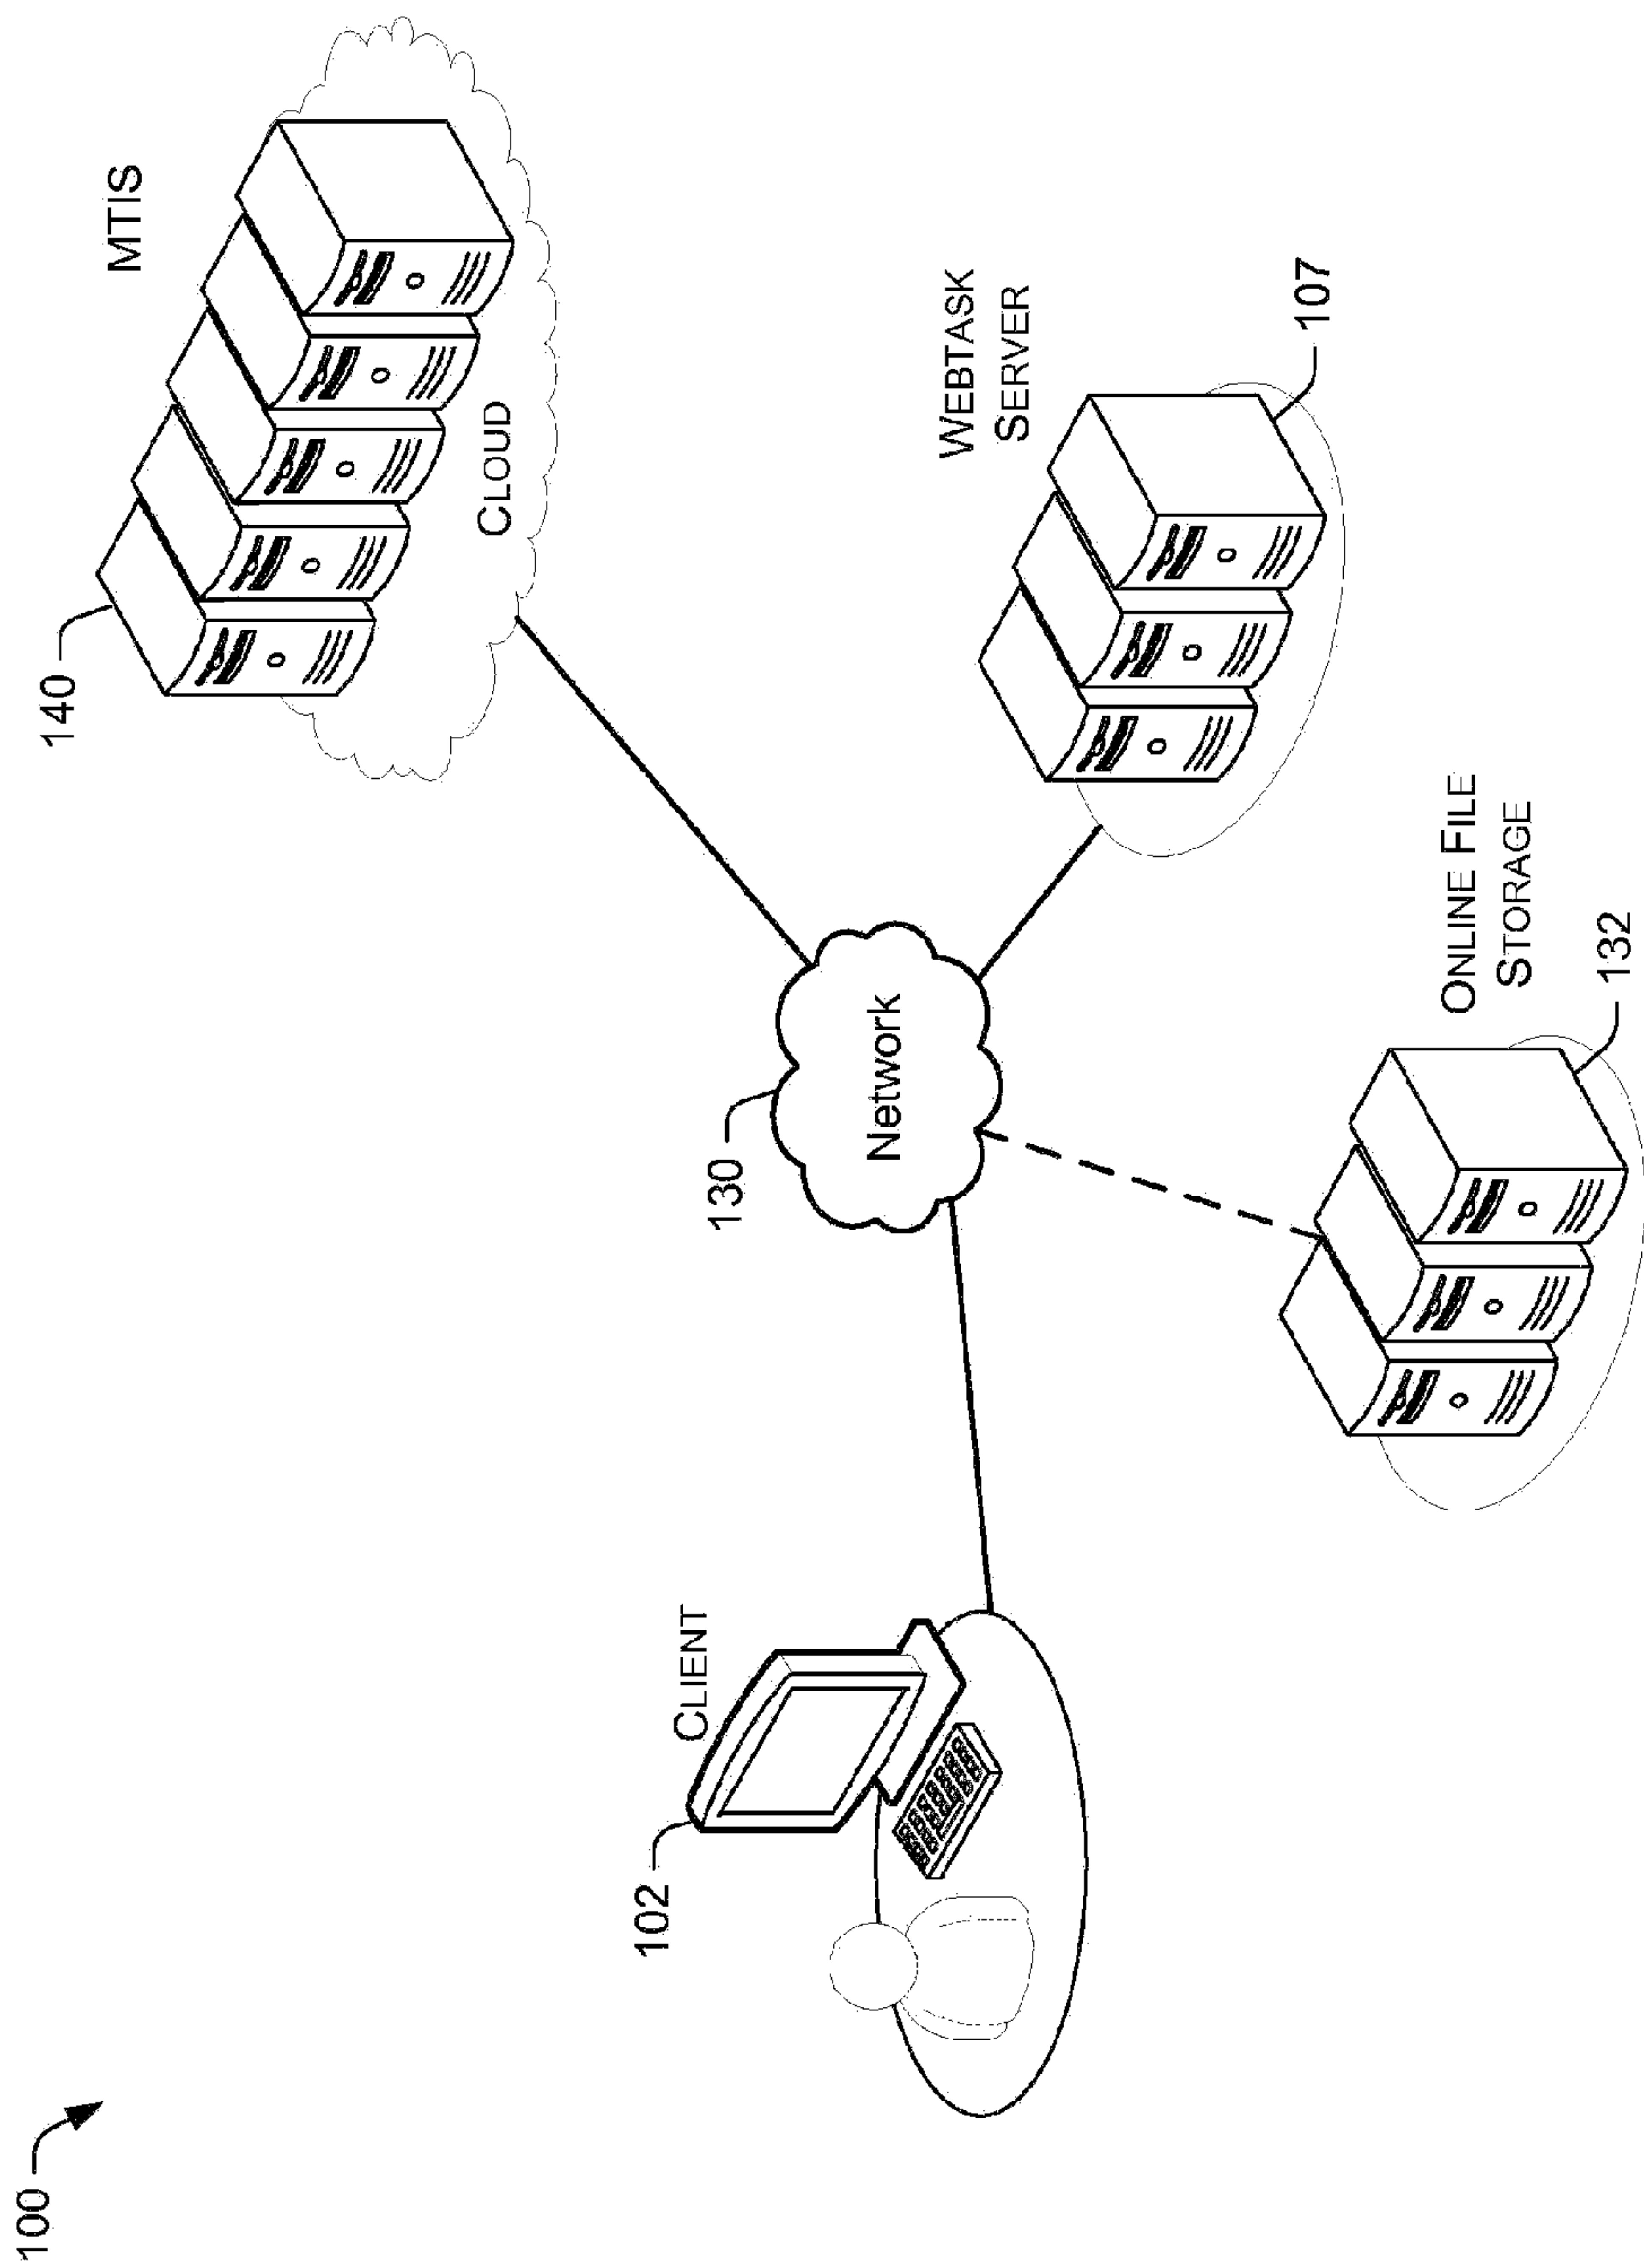 100
140
MTIS
CLOUD
102
CLIENT
130
Network
WEBTASK
SERVER
107
ONLINE FILE
STORAGE
132